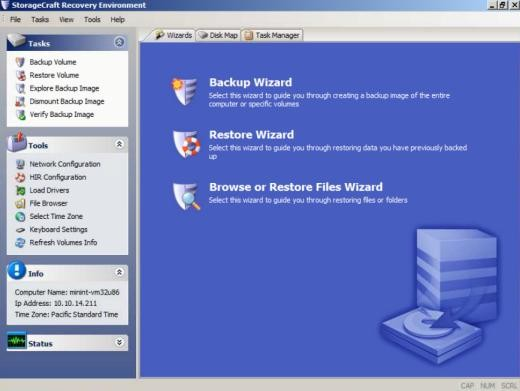 StorageCraft Recovery Environment
File Tasks View Tools Help
Tasks
Backup Volume
Restore Volume
Explore Backup Image
Dismount Backup Image
Verify Backup Image
Tools
Network Configuration
HIR Configuration
Load Drivers
File Browser
Select Time Zone
Keyboard Settings
Refresh Volumes Info
Info
Computer Name: minint-vm32u86
Ip Address: 10.10.14.211
Time Zone: Pacific Standard Time
Status
Wizards Disk Map Task Manager
Backup Wizard
Select this wizard to guide you through creating a backup image of the entire
computer or specific volumes
Restore Wizard
Select this wizard to guide you through restoring data you have previously backed
up
Browse or Restore Files Wizard
Select this wizard to guide you through restoring files or folders
CAP NUM SCRL